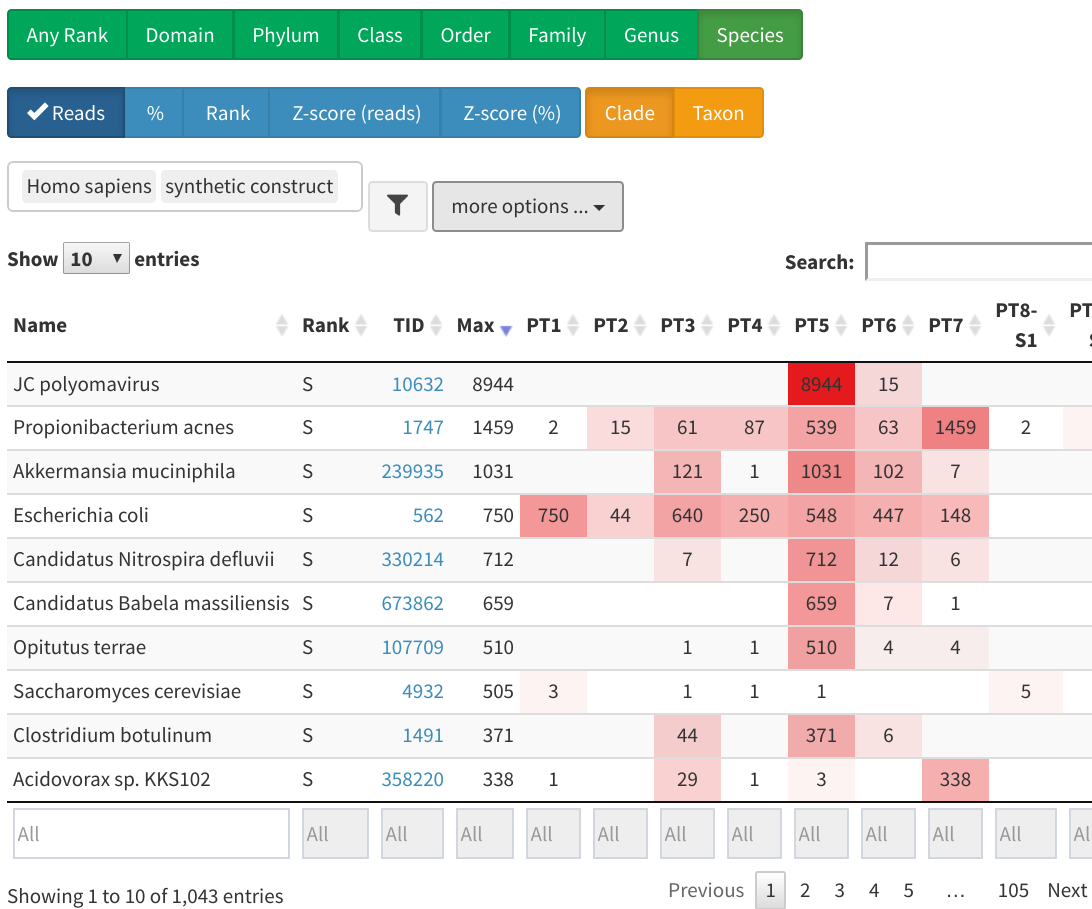 Any Rank Domain Phylum Class Order Family Genus Species
Reads % Rank Z-score (reads) Z-score (%) Clade Taxon
Homo sapiens synthetic construct
more options ...
Show 10 entries Search:
Name Rank TID Max PT1 PT2 PT3 PT4 PT5 PT6 PT7 PT8-S1
JC polyomavirus S 10632 8944 8944 15
Propionibacterium acnes S 1747 1459 2 15 61 87 539 63 1459 2
Akkermansia muciniphila S 239935 1031 121 1 1031 102 7
Escherichia coli S 562 750 750 44 640 250 548 447 148
Candidatus Nitrospira defluvii S 330214 712 7 712 12 6
Candidatus Babela massiliensis S 673862 659 659 7 1
Opitutus terrae S 107709 510 1 1 510 4 4
Saccharomyces cerevisiae S 4932 505 3 1 1 1 5
Clostridium botulinum S 1491 371 44 371 6
Acidovorax sp. KKS102 S 358220 338 1 29 1 3 338
All All All All All All All All All All All All
Showing 1 to 10 of 1,043 entries Previous 1 2 3 4 5 ... 105 Next